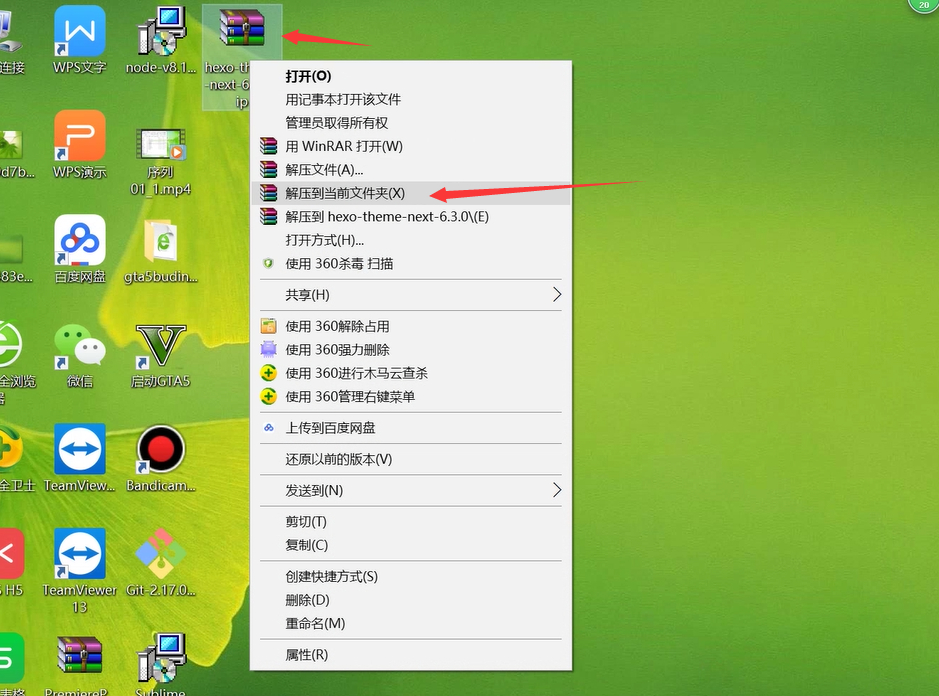 20
连接
WPS文字
node-v8.1...
hexo-th
-next-6
ip
d7b...
WPS演示
序列
01_1.mp4
83e...
百度网盘
gta5budin...
全浏览
器
微信
启动GTA5
全卫士
TeamView...
Bandicam...
H5
TeamViewer
13
Git-2.17.0...
表格
PremiereP
Sublime
打开(O)
用记事本打开该文件
管理员取得所有权
用 WinRAR 打开(W)
解压文件(A)...
解压到当前文件夹(X)
解压到 hexo-theme-next-6.3.0\(E)
打开方式(H)...
使用 360杀毒 扫描
共享(H)
使用 360解除占用
使用 360强力删除
使用 360进行木马云查杀
使用 360管理右键菜单
上传到百度网盘
还原以前的版本(V)
发送到(N)
剪切(T)
复制(C)
创建快捷方式(S)
删除(D)
重命名(M)
属性(R)